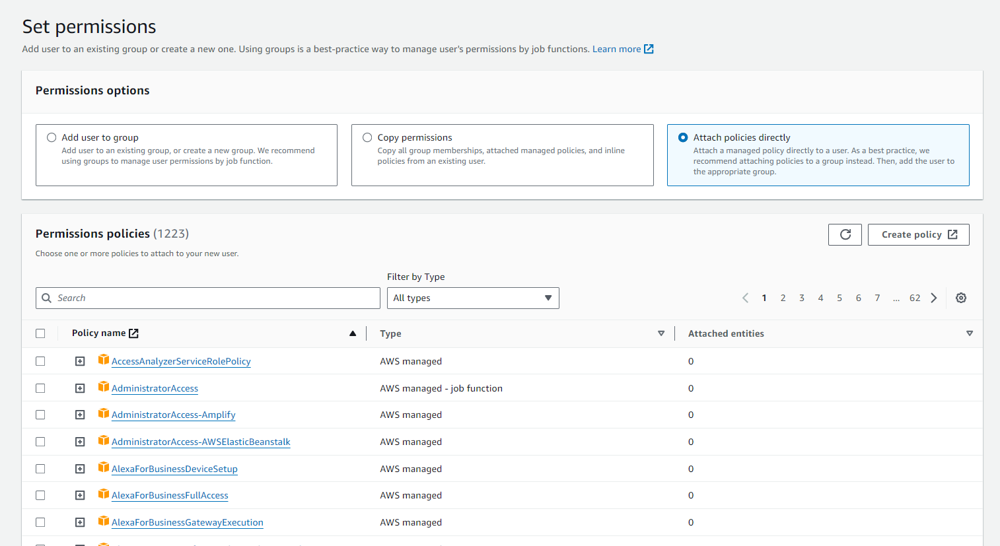 Set permissions
Add user to an existing group or create a new one. Using groups is a best-practice way to manage user's permissions by job functions. Learn more
Permissions options
Add user to group
Add user to an existing group, or create a new group. We recommend
using groups to manage user permissions by job function.
Copy permissions
Copy all group memberships, attached managed policies, and inline
policies from an existing user.
Attach policies directly
Attach a managed policy directly to a user. As a best practice, we
recommend attaching policies to a group instead. Then, add the user to
the appropriate group.
Permissions policies (1223)
Choose one or more policies to attach to your new user.
Create policy
Filter by Type
Search
All types
1 2 3 4 5 6 7 ... 62
Policy name Type Attached entities
AccessAnalyzerServiceRolePolicy AWS managed 0
AdministratorAccess AWS managed - job function 0
AdministratorAccess-Amplify AWS managed 0
AdministratorAccess-AWSElasticBeanstalk AWS managed 0
AlexaForBusinessDeviceSetup AWS managed 0
AlexaForBusinessFullAccess AWS managed 0
AlexaForBusinessGatewayExecution AWS managed 0